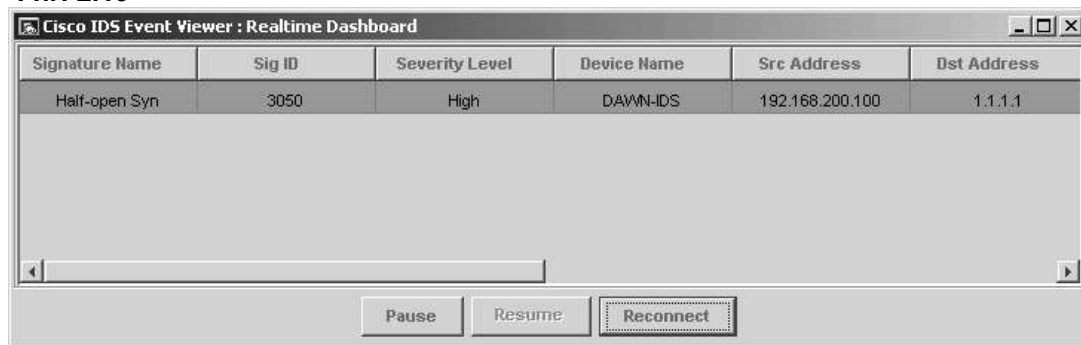 Cisco IDS Event Viewer : Realtime Dashboard
Signature Name Sig ID Severity Level Device Name Src Address Dst Address
Half-open Syn 3050 High DAWN-IDS 192.168.200.100 1.1.1.1
Pause Resume Reconnect